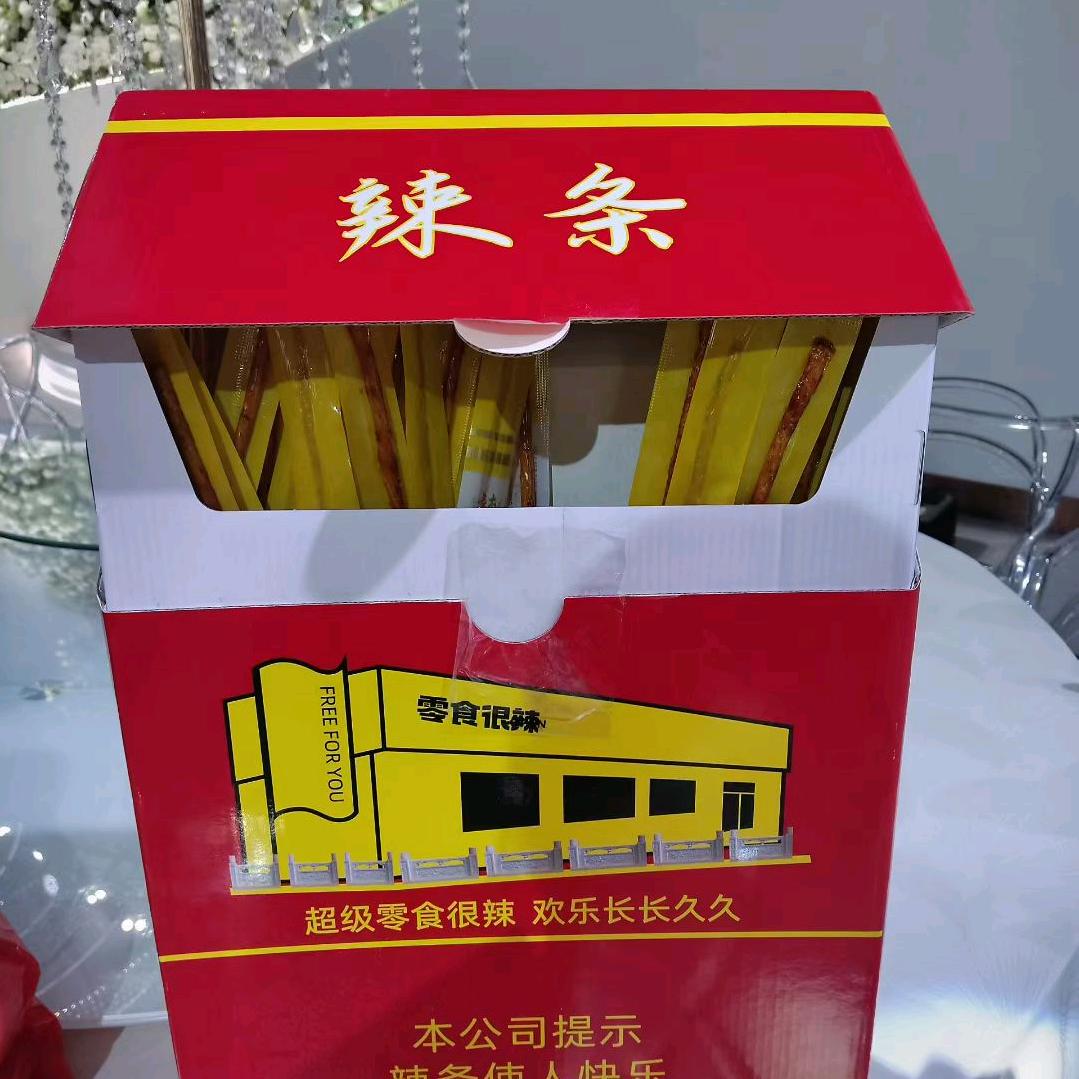 辣条
零食很辣
FREE FOR YOU
超级零食很辣 欢乐长长久久
本公司提示
辣条使人快乐